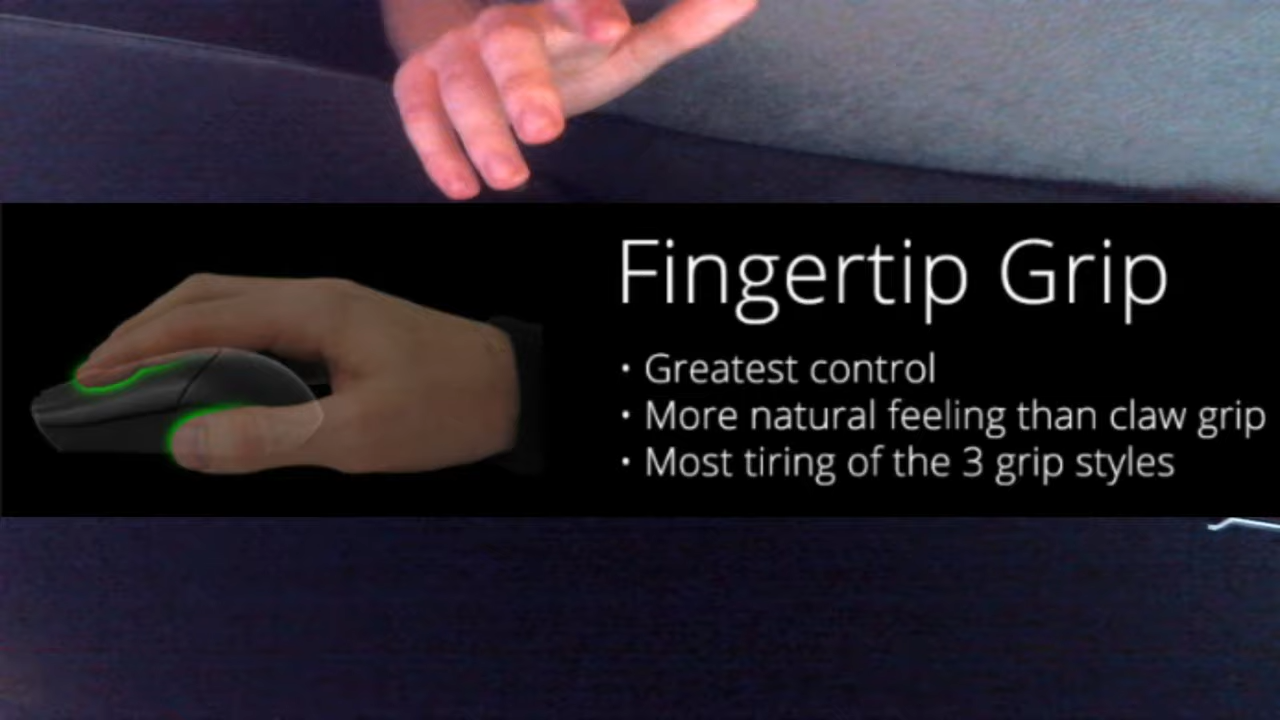 Fingertip Grip
• Greatest control
• More natural feeling than claw grip
• Most tiring of the 3 grip styles